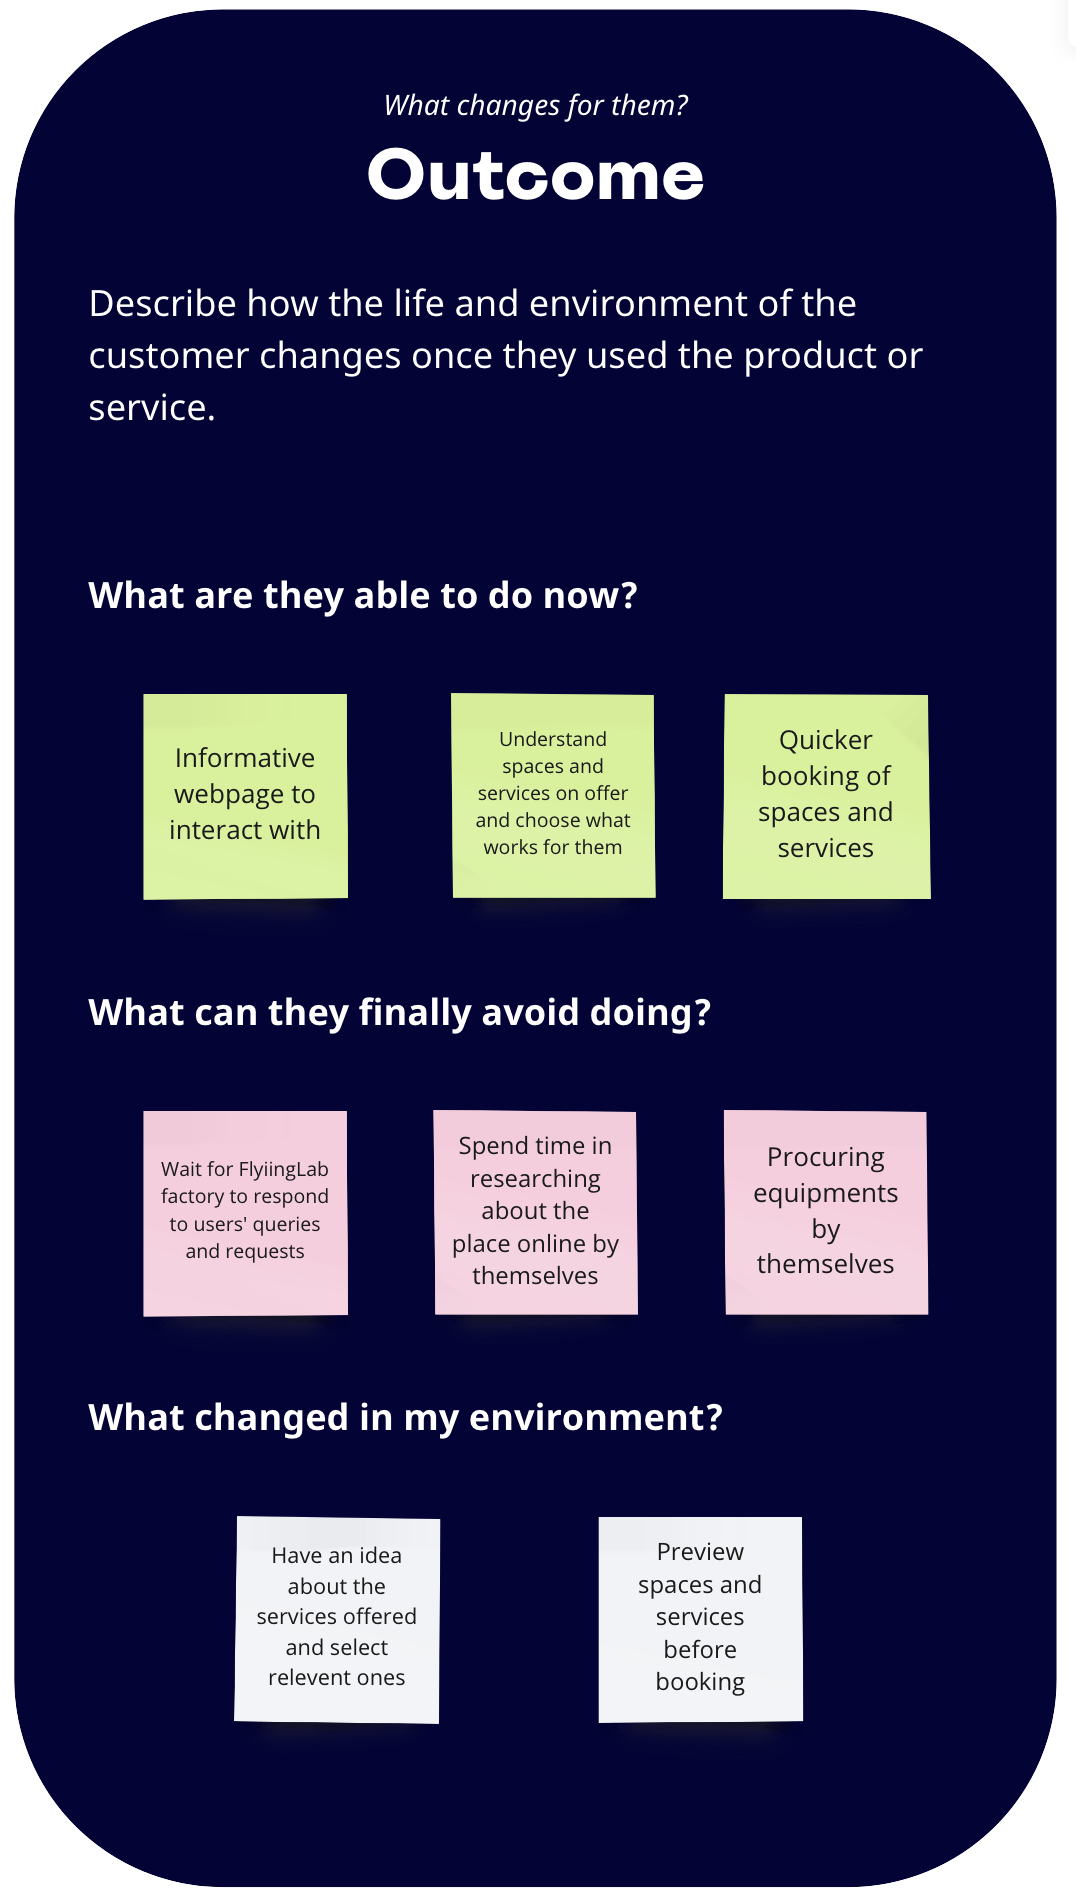 What changes for them?
Outcome
Describe how the life and environment of the
customer changes once they used the product or
service.
What are they able to do now?
Informative
webpage to
interact with
Understand
spaces and
services on offer
and choose what
works for them
Quicker
booking of
spaces and
services
What can they finally avoid doing?
Wait for FlyiingLab
factory to respond
to users' queries
and requests
Spend time in
researching
about the
place online by
themselves
Procuring
equipments
by
themselves
What changed in my environment?
Have an idea
about the
services offered
and select
relevent ones
Preview
spaces and
services
before
booking